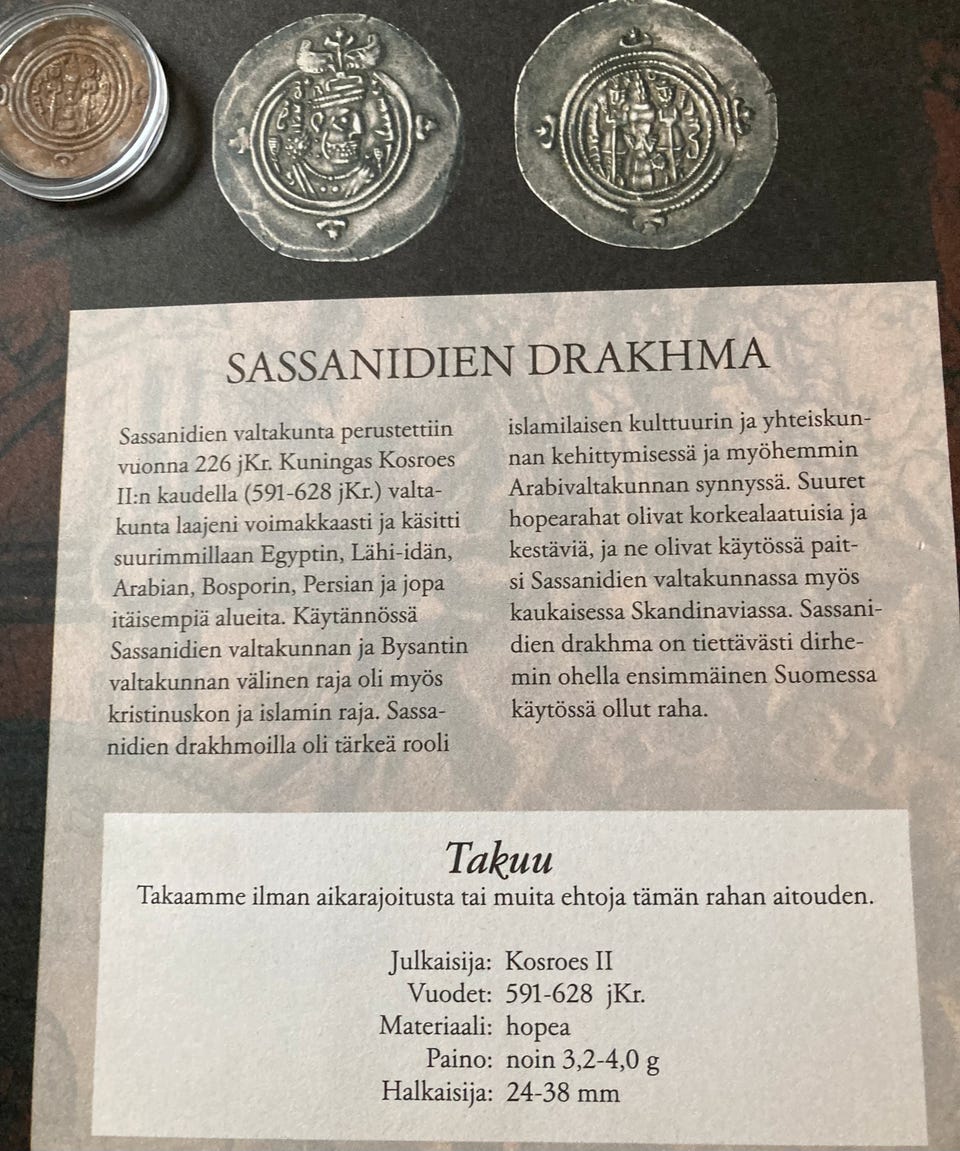 SASSANIDIEN DRAKHMA
Sassanidien valtakunta perustettiin
vuonna 226 jKr. Kuningas Kosroes
II:n kaudella (591-628 jKr.) valta-
kunta laajeni voimakkaasti ja käsitti
suurimmillaan Egyptin, Lähi-idän,
Arabian, Bosporin, Persian ja jopa
itäisempiä alueita. Käytännössä
Sassanidien valtakunnan ja Bysantin
valtakunnan välinen raja oli myös
kristinuskon ja islamin raja. Sassa-
nidien drakhmoilla oli tärkeä rooli
islamilaisen kulttuurin ja yhteiskun-
nan kehittymisessä ja myöhemmin
Arabivaltakunnan synnyssä. Suuret
hopearahat olivat korkealaatuisia ja
kestäviä, ja ne olivat käytössä pait-
si Sassanidien valtakunnassa myös
kaukaisessa Skandinaviassa. Sassani-
dien drakhma on tiettävästi dirhe-
min ohella ensimmäinen Suomessa
käytössä ollut raha.
Takuu
Takaamme ilman aikarajoitusta tai muita ehtoja tämän rahan aitouden.
Julkaisija: Kosroes II
Vuodet: 591-628 jKr.
Materiaali: hopea
Paino: noin 3,2-4,0 g
Halkaisija: 24-38 mm